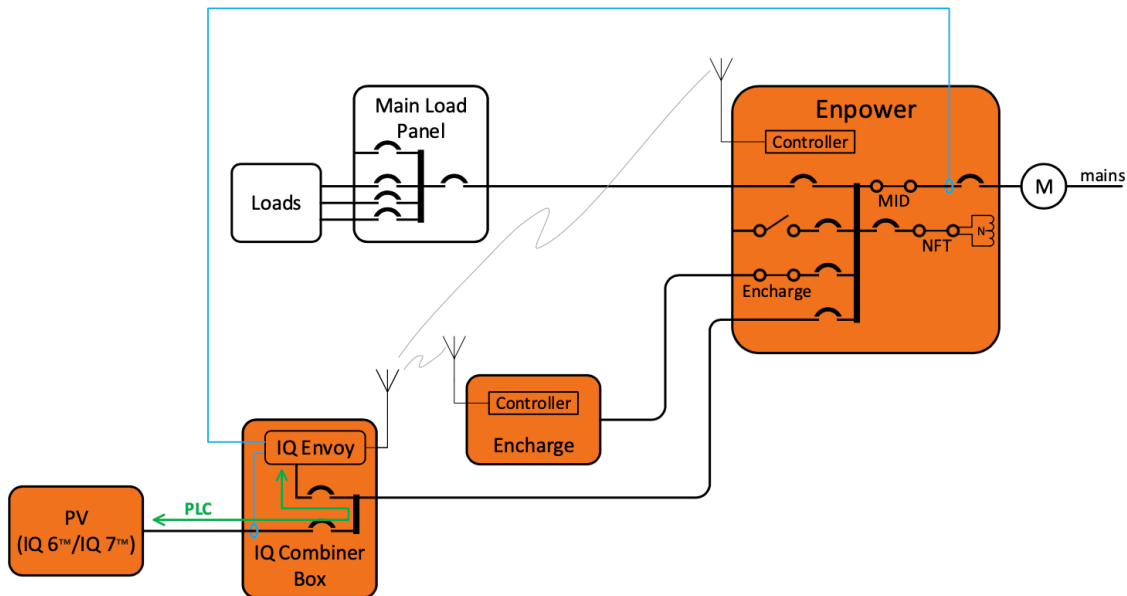 Main Load
Panel
Enpower
Controller
Loads
MID
M
mains
NFT
N
Encharge
Controller
Encharge
IQ Envoy
PLC
PV
(IQ 6™/IQ 7™)
IQ Combiner
Box